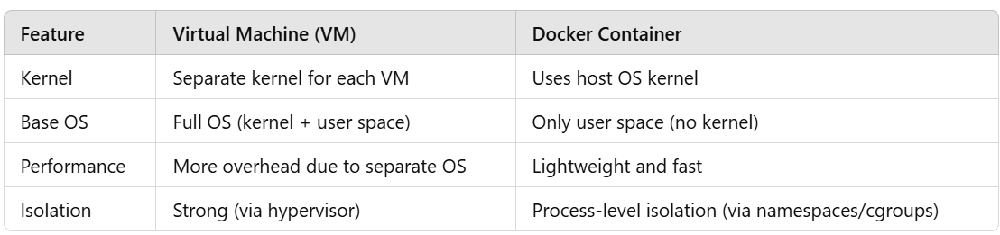 Feature Virtual Machine (VM) Docker Container
Kernel Separate kernel for each VM Uses host OS kernel
Base OS Full OS (kernel + user space) Only user space (no kernel)
Performance More overhead due to separate OS Lightweight and fast
Isolation Strong (via hypervisor) Process-level isolation (via namespaces/cgroups)